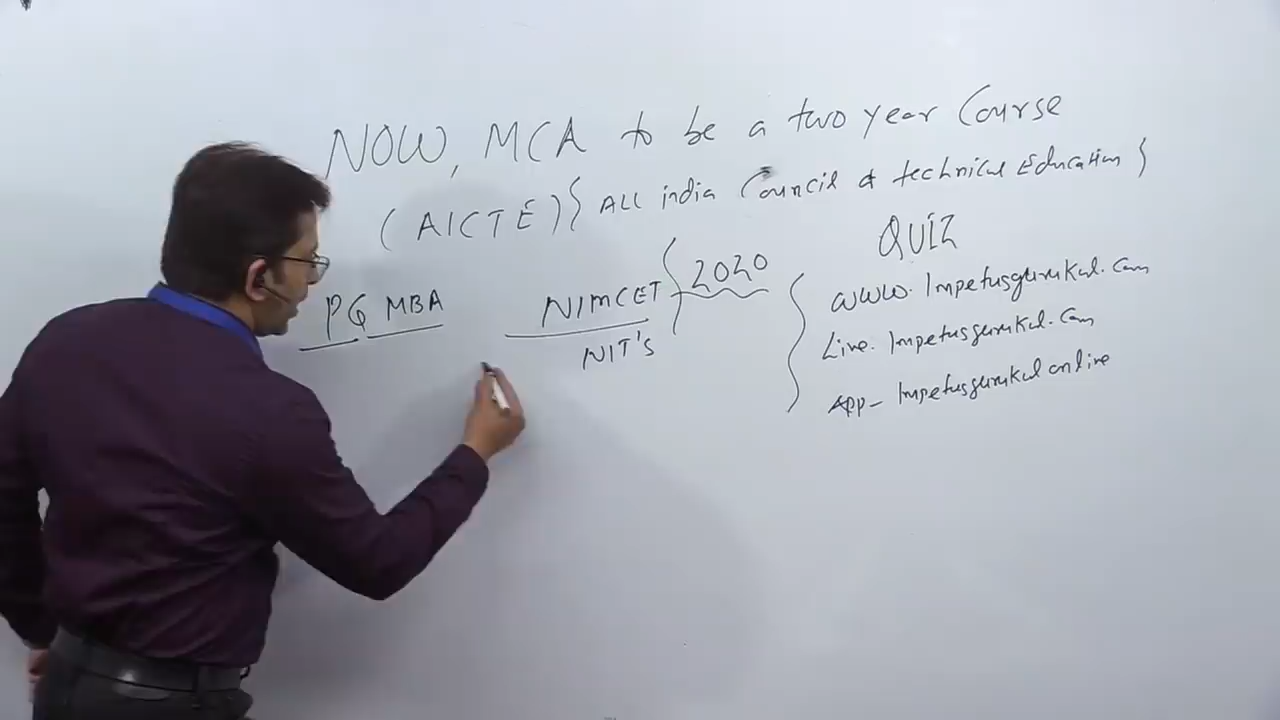 NOW, MCA to be a two year Course
(AICTE) { ALL india Council of technical Education }
PG MBA
NIMCET } 2020
NIT's
QUIZ
www. Impetusgurukul.com
Live. Impetusgurukul.com
App- Impetusgurukul online